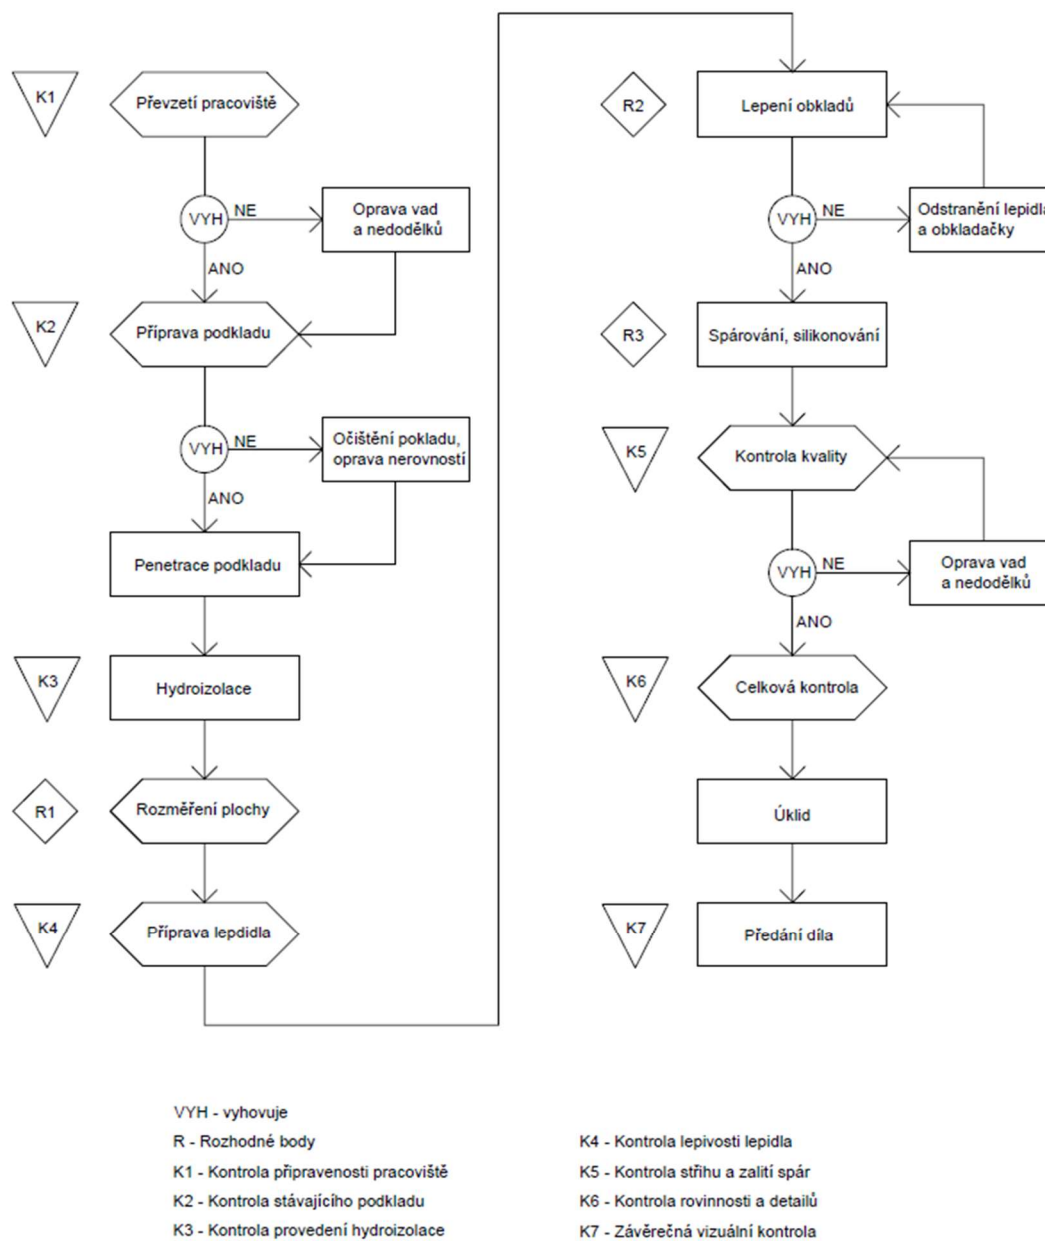 K1
Převzetí pracoviště
VYH
NE
Oprava vad
a nedodělků
ANO
K2
Příprava podkladu
VYH
NE
Očištění pokladu,
oprava nerovností
ANO
Penetrace podkladu
K3
Hydroizolace
R1
Rozměření plochy
K4
Příprava lepdidla
R2
Lepení obkladů
VYH
NE
Odstranění lepidla
a obkladačky
ANO
R3
Spárování, silikonování
K5
Kontrola kvality
VYH
NE
Oprava vad
a nedodělků
ANO
K6
Celková kontrola
Úklid
K7
Předání díla
VYH - vyhovuje
R - Rozhodné body
K1 - Kontrola připravenosti pracoviště
K2 - Kontrola stávajícího podkladu
K3 - Kontrola provedení hydroizolace
K4 - Kontrola lepivosti lepidla
K5 - Kontrola střihu a zalití spár
K6 - Kontrola rovinnosti a detailů
K7 - Závěrečná vizuální kontrola